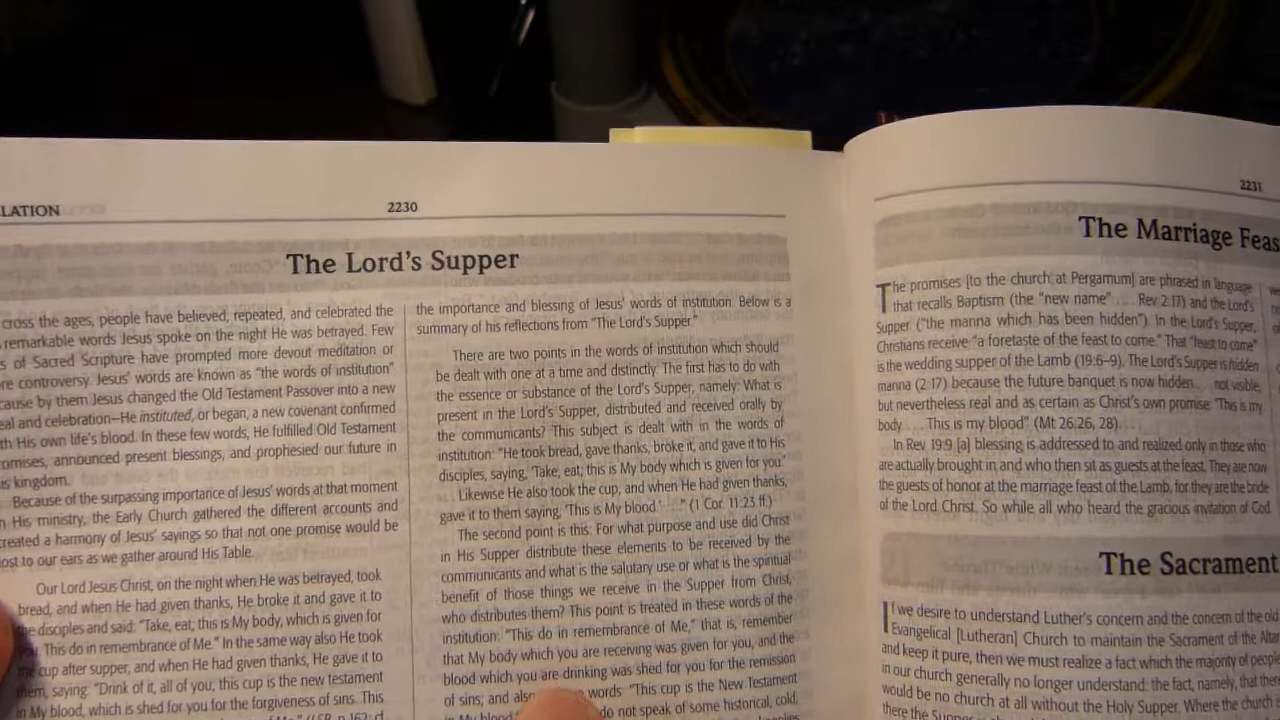 LATION
2230
The Lord's Supper
cross the ages, people have believed, repeated, and celebrated the
remarkable words Jesus spoke on the night He was betrayed. Few
of Sacred Scripture have prompted more devout meditation or
controversy. Jesus' words are known as "the words of institution"
by them Jesus changed the Old Testament Passover into a new
and celebration—He instituted, or began, a new covenant confirmed
His own life's blood. In these few words, He fulfilled Old Testament
announced present blessings, and prophesied our future in
kingdom.
Because of the surpassing importance of Jesus' words at that moment
His ministry, the Early Church gathered the different accounts and
created a harmony of Jesus' sayings so that not one promise would be
lost to our ears as we gather around His Table.
Our Lord Jesus Christ, on the night when He was betrayed, took
bread, and when He had given thanks, He broke it and gave it to
the disciples and said: "Take, eat; this is My body, which is given for
you. This do in remembrance of Me." In the same way also He took
the cup after supper, and when He had given thanks, He gave it to
them, saying: "Drink of it, all of you, this cup is the new testament
in My blood, which is shed for you for the forgiveness of sins. This
Me." (LSB, p 162; cf
the importance and blessing of Jesus' words of institution. Below is a
summary of his reflections from "The Lord's Supper."
There are two points in the words of institution which should
be dealt with one at a time and distinctly. The first has to do with
the essence or substance of the Lord's Supper, namely: What is
present in the Lord's Supper, distributed and received orally by
the communicants? This subject is dealt with in the words of
institution: "He took bread, gave thanks, broke it, and gave it to His
disciples, saying, 'Take, eat; this is My body which is given for you.'
. . . Likewise He also took the cup, and when He had given thanks,
gave it to them saying, 'This is My blood.' . . ." (1 Cor. 11:23 ff.)
The second point is this: For what purpose and use did Christ
in His Supper distribute these elements to be received by the
communicants and what is the salutary use or what is the spiritual
benefit of those things we receive in the Supper from Christ,
who distributes them? This point is treated in these words of the
institution: "This do in remembrance of Me," that is, remember
that My body which you are receiving was given for you, and the
blood which you are drinking was shed for you for the remission
of sins; and also words: "This cup is the New Testament
in My blood do not speak of some historical, cold,
2231
The Marriage Feas
The promises [to the church at Pergamum] are phrased in language
that recalls Baptism (the "new name" . . . Rev 2:17) and the Lord's
Supper ("the manna which has been hidden"). In the Lord's Supper,
Christians receive "a foretaste of the feast to come." That "feast to come"
is the wedding supper of the Lamb (19:6–9). The Lord's Supper is hidden
manna (2:17) because the future banquet is now hidden . . . not visible,
but nevertheless real and as certain as Christ's own promise: "This is my
body . . . This is my blood" (Mt 26:26, 28). . . .
In Rev 19:9 [a] blessing is addressed to and realized only in those who
are actually brought in and who then sit as guests at the feast. They are now
the guests of honor at the marriage feast of the Lamb, for they are the bride
of the Lord Christ. So while all who heard the gracious invitation of God
The Sacrament
If we desire to understand Luther's concern and the concern of the old
Evangelical [Lutheran] Church to maintain the Sacrament of the Altar
and keep it pure, then we must realize a fact which the majority of people
in our church generally no longer understand: the fact, namely, that there
would be no church at all without the Holy Supper. Where the church
there the